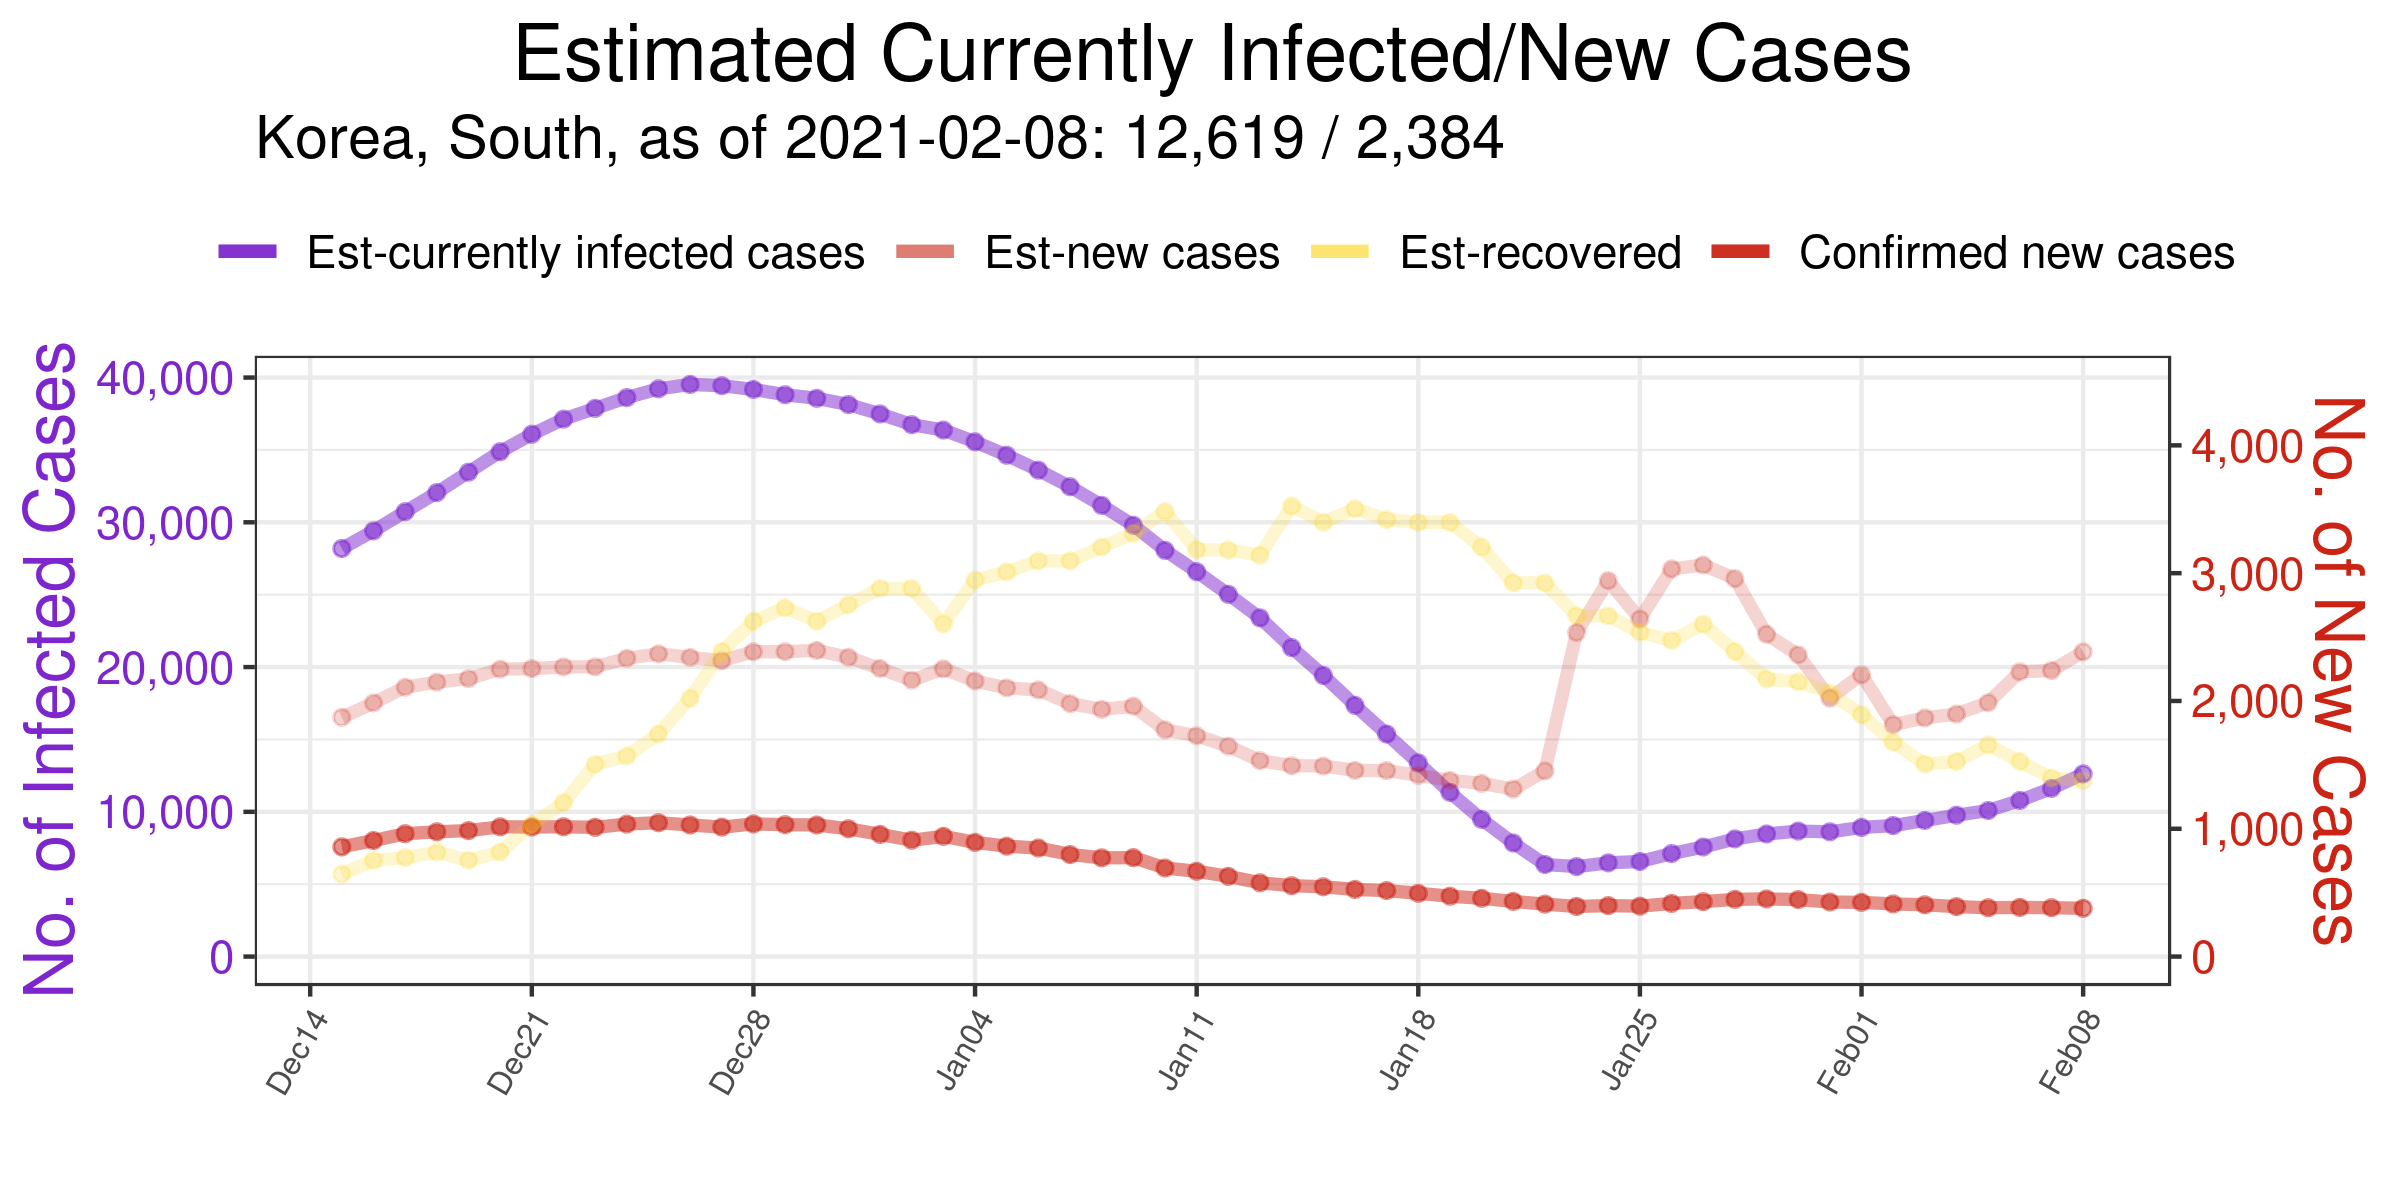 Estimated Currently Infected/New Cases
Korea, South, as of 2021-02-08: 12,619 / 2,384
Est-currently infected cases Est-new cases Est-recovered Confirmed new cases
No. of Infected Cases
40,000
30,000
20,000
10,000
0
4,000
3,000
2,000
1,000
0
No. of New Cases
Dec14 Dec21 Dec28 Jan04 Jan11 Jan18 Jan25 Feb01 Feb08